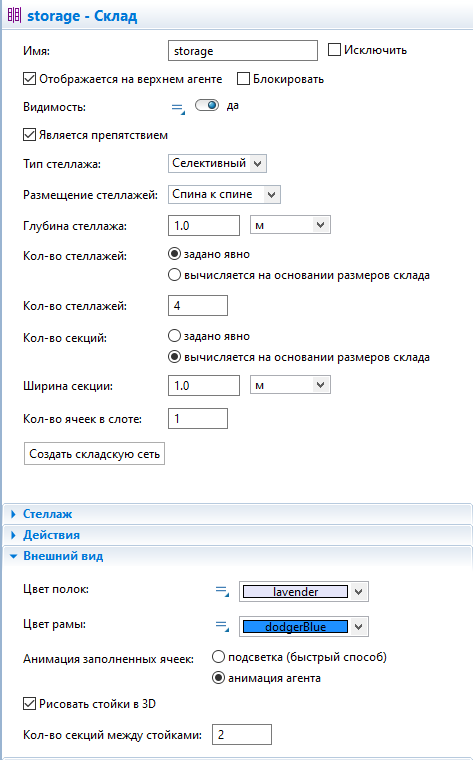 storage - Склад
Имя: storage Исключить
Отображается на верхнем агенте Блокировать
Видимость: да
Является препятствием
Тип стеллажа: Селективный
Размещение стеллажей: Спина к спине
Глубина стеллажа: 1.0 м
Кол-во стеллажей: задано явно
вычисляется на основании размеров склада
Кол-во стеллажей: 4
Кол-во секций: задано явно
вычисляется на основании размеров склада
Ширина секции: 1.0 м
Кол-во ячеек в слоте: 1
Создать складскую сеть
Стеллаж
Действия
Внешний вид
Цвет полок: lavender
Цвет рамы: dodgerBlue
Анимация заполненных ячеек: подсветка (быстрый способ)
анимация агента
Рисовать стойки в 3D
Кол-во секций между стойками: 2